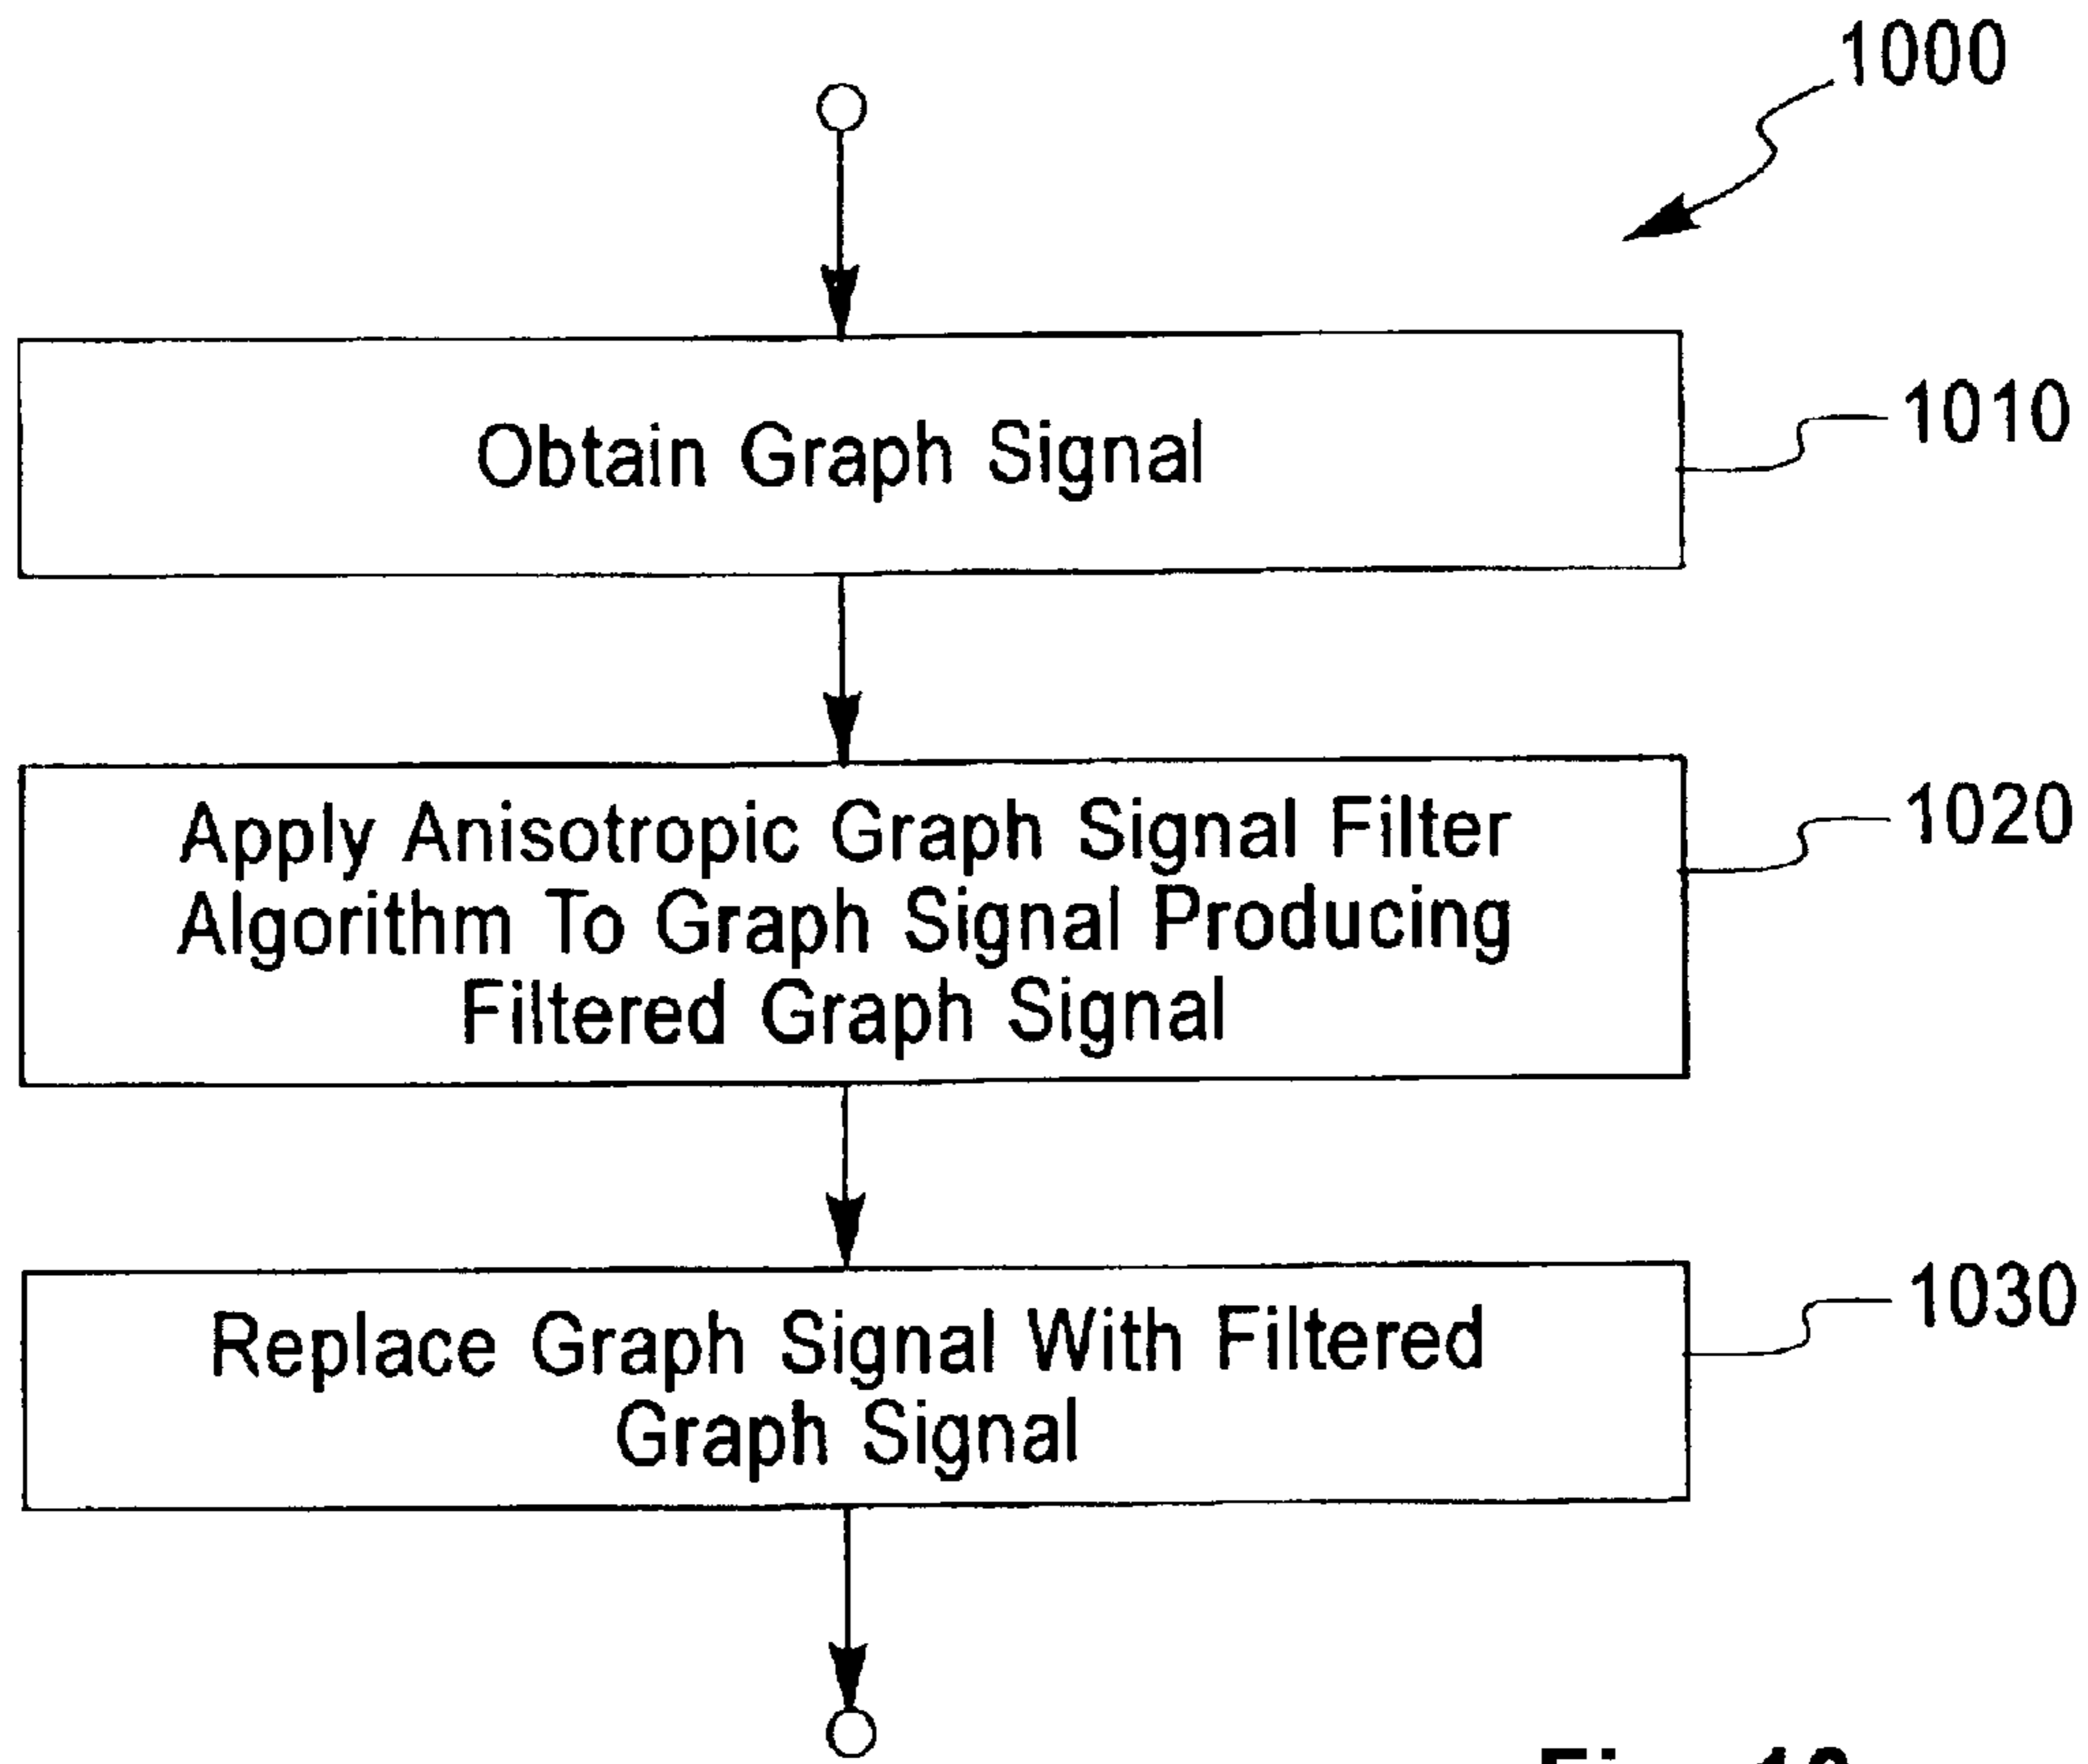 1000
Obtain Graph Signal
1010
Apply Anisotropic Graph Signal Filter
Algorithm To Graph Signal Producing
Filtered Graph Signal
1020
Replace Graph Signal With Filtered
Graph Signal
1030